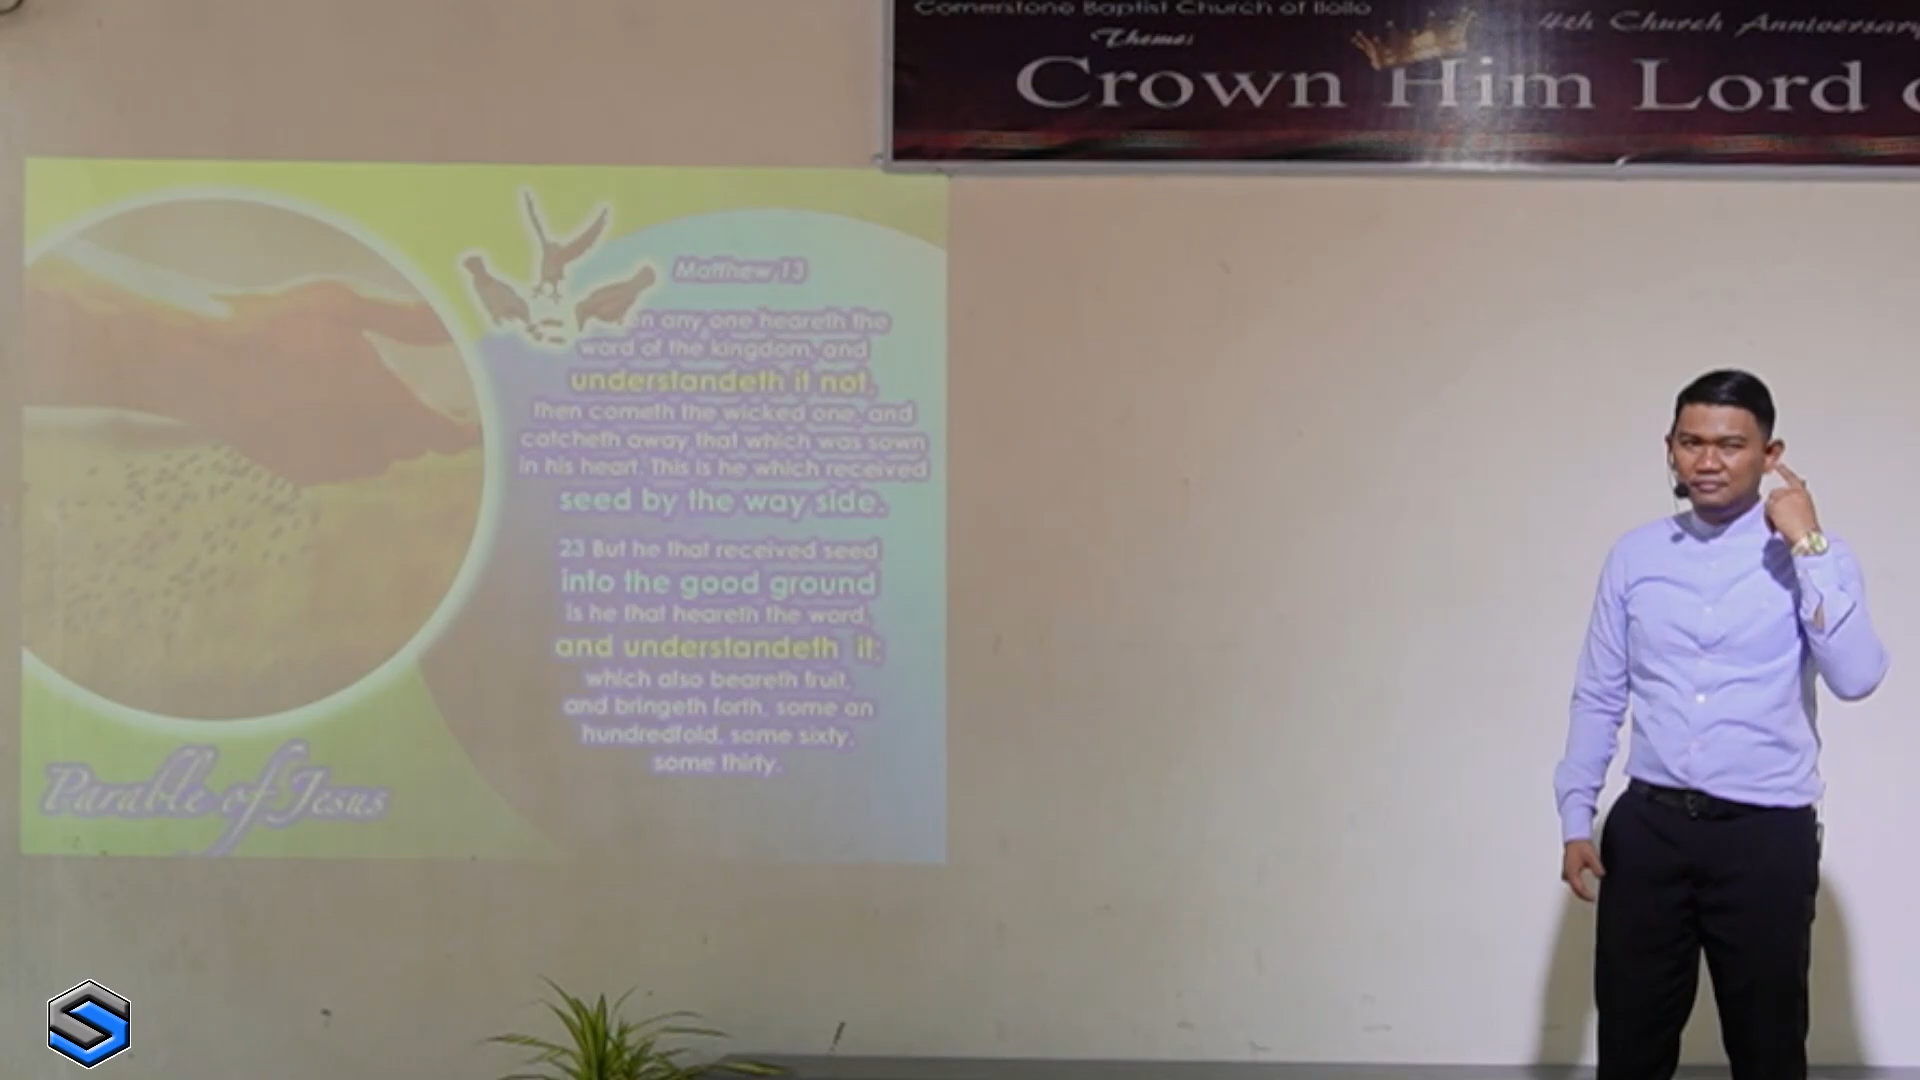 Cornerstone Baptist Church of Iloilo
4th Church Anniversary
Theme:
Crown Him Lord
Matthew 13
any one heareth the
word of the kingdom, and
understandeth it not,
then cometh the wicked one, and
catcheth away that which was sown
in his heart. This is he which received
seed by the way side.
23 But he that received seed
into the good ground
is he that heareth the word,
and understandeth it;
which also beareth fruit,
and bringeth forth, some an
hundredfold, some sixty,
some thirty.
Parable of Jesus